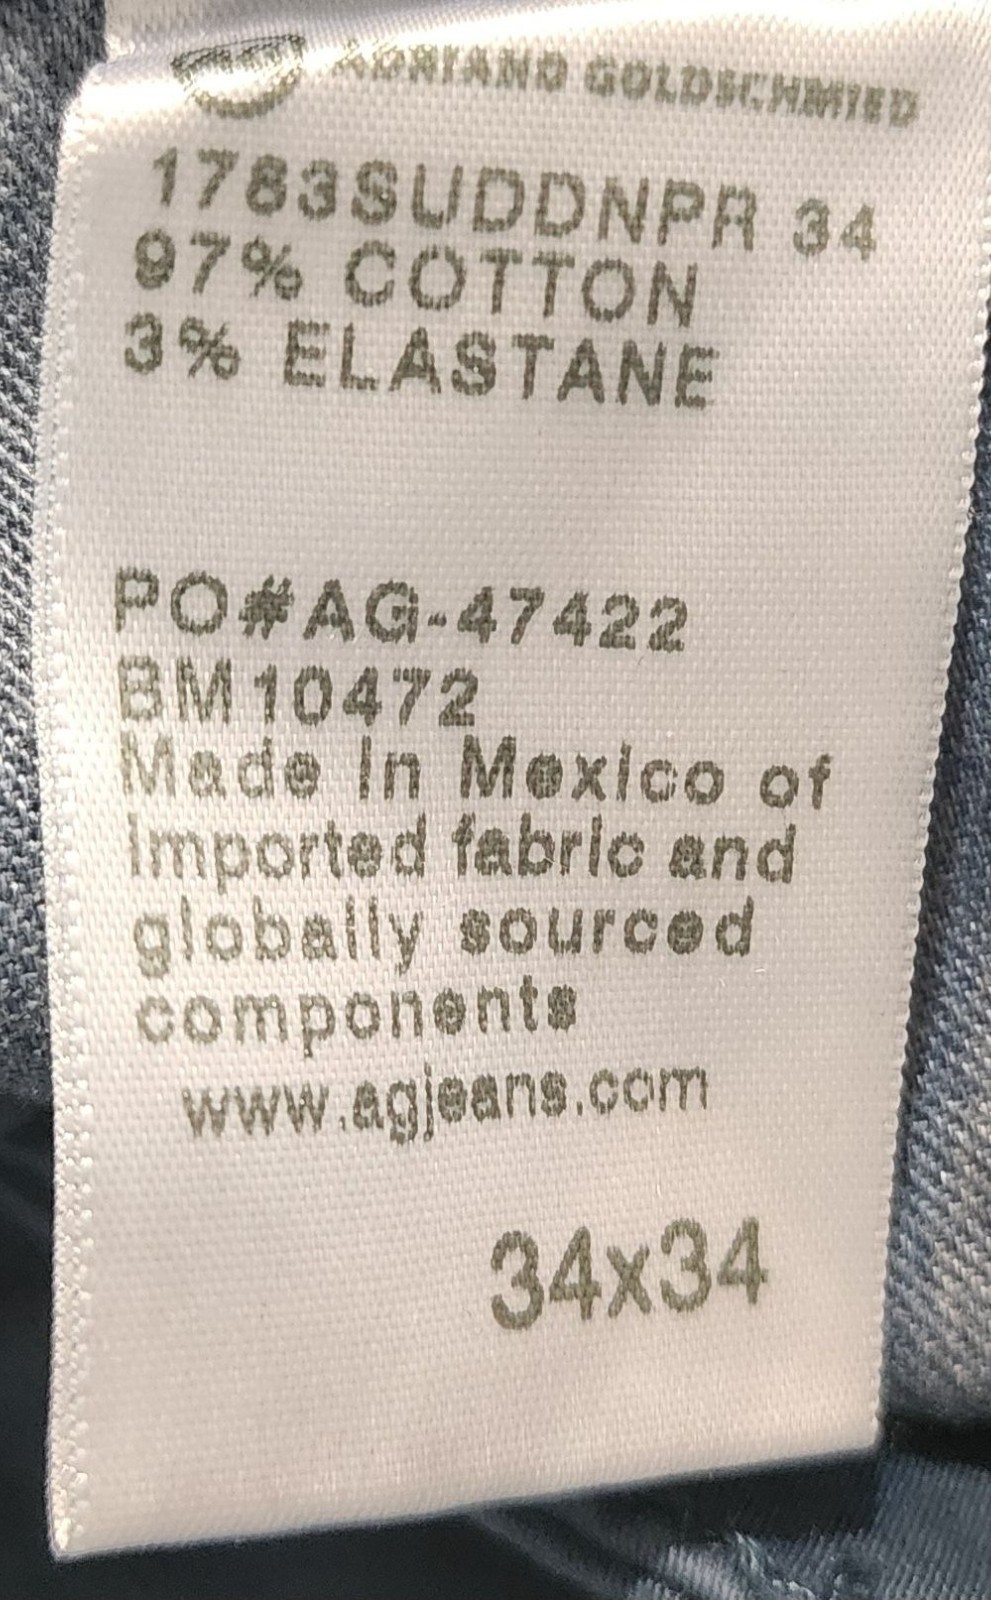 ADRIANO GOLDSCHMIED
1783SUDDNPR 34
97% COTTON
3% ELASTANE
PO#AG-47422
BM10472
Made in Mexico of
imported fabric and
globally sourced
components
www.agjeans.com
34x34